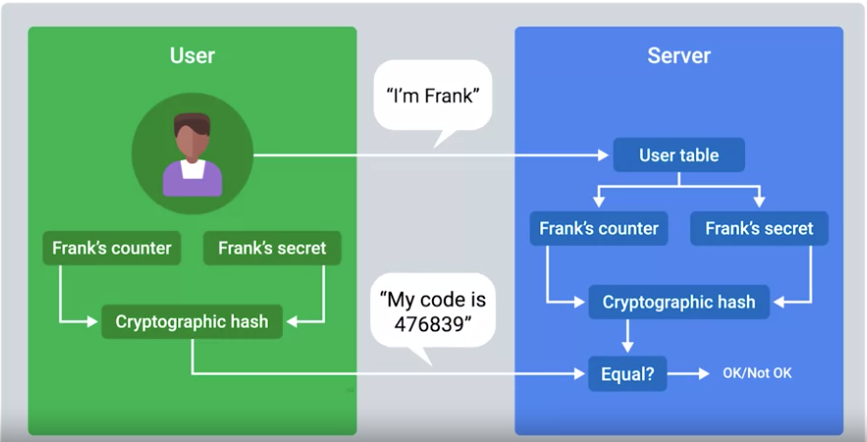 User
Server
“I’m Frank”
User table
Frank’s counter
Frank’s secret
Frank’s counter
Frank’s secret
Cryptographic hash
“My code is
476839”
Cryptographic hash
Equal?
OK/Not OK